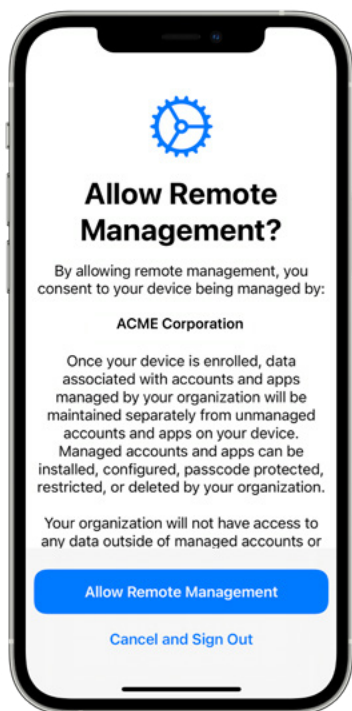 Allow Remote
Management?
By allowing remote management, you
consent to your device being managed by:
ACME Corporation
Once your device is enrolled, data
associated with accounts and apps
managed by your organization will be
maintained separately from unmanaged
accounts and apps on your device.
Managed accounts and apps can be
installed, configured, passcode protected,
restricted, or deleted by your organization.
Your organization will not have access to
any data outside of managed accounts or
Allow Remote Management
Cancel and Sign Out